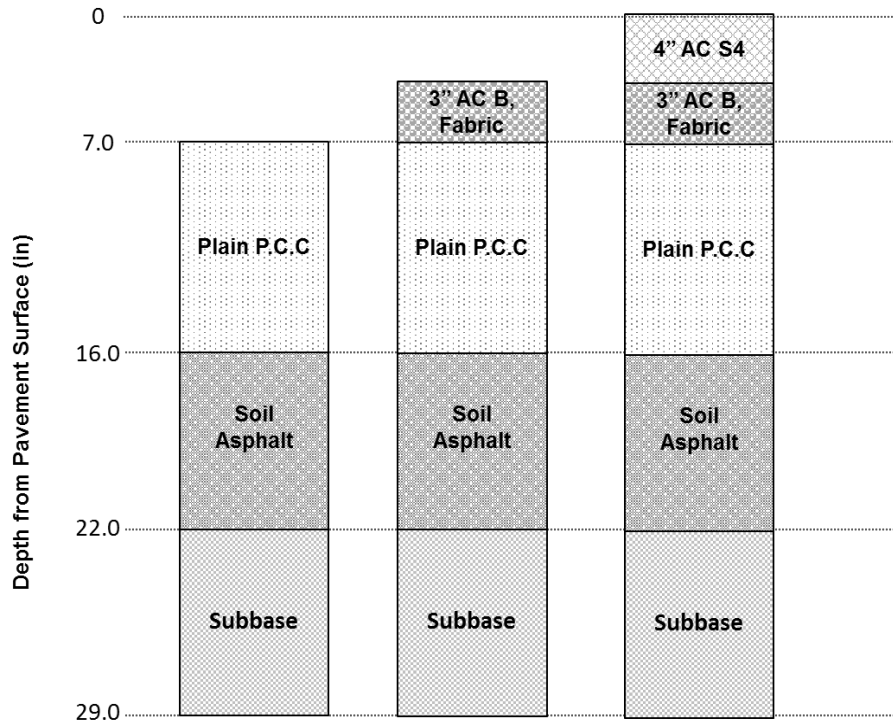 0
4” AC S4
3” AC B,
Fabric
3” AC B,
Fabric
7.0
Plain P.C.C
Plain P.C.C
Plain P.C.C
Depth from Pavement Surface (in)
16.0
Soil
Asphalt
Soil
Asphalt
Soil
Asphalt
22.0
Subbase
Subbase
Subbase
29.0